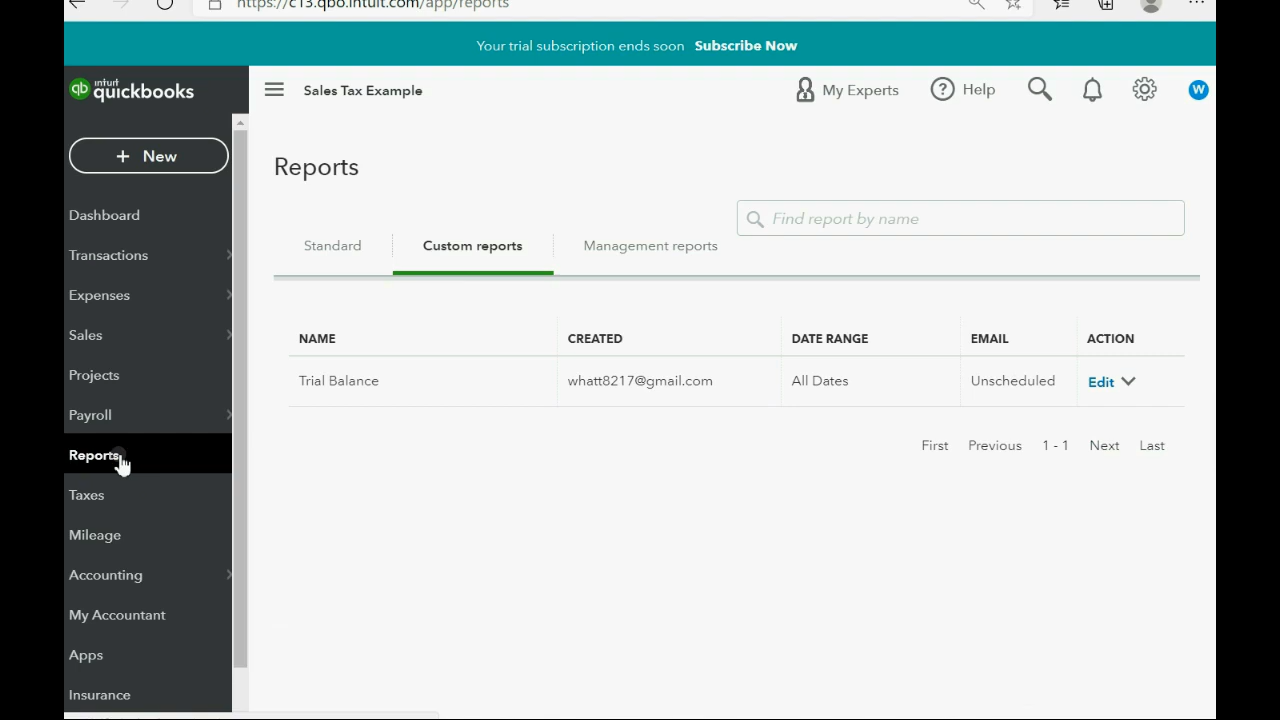 https://c13.qbo.intuit.com/app/reports
Your trial subscription ends soon Subscribe Now
qb intuit quickbooks
Sales Tax Example
My Experts
? Help
W
+ New
Reports
Find report by name
Standard
Custom reports
Management reports
Dashboard
Transactions
Expenses
Sales
Projects
Payroll
Reports
Taxes
Mileage
Accounting
My Accountant
Apps
Insurance
NAME CREATED DATE RANGE EMAIL ACTION
Trial Balance whatt8217@gmail.com All Dates Unscheduled Edit
First Previous 1 - 1 Next Last